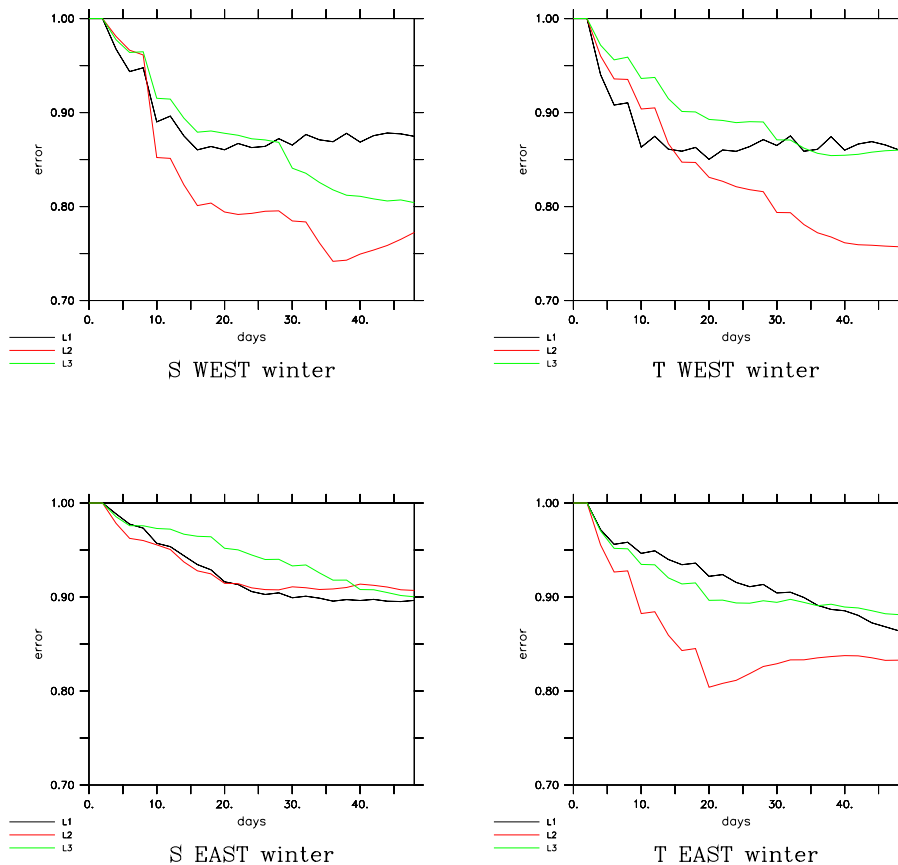 1.00
0.90
0.80
0.70
error
0. 10. 20. 30. 40.
days
L1
L2
L3
S WEST winter
1.00
0.90
0.80
0.70
error
0. 10. 20. 30. 40.
days
L1
L2
L3
T WEST winter
1.00
0.90
0.80
0.70
error
0. 10. 20. 30. 40.
days
L1
L2
L3
S EAST winter
1.00
0.90
0.80
0.70
error
0. 10. 20. 30. 40.
days
L1
L2
L3
T EAST winter